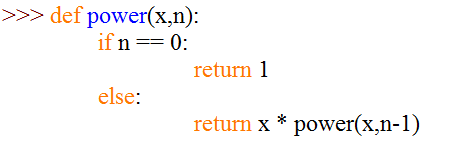 >>> def power(x,n):
        if n == 0:
                return 1
        else:
                return x * power(x,n-1)